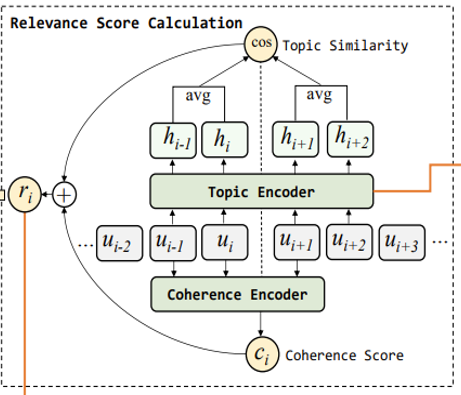 Relevance Score Calculation
cos Topic Similarity
avg avg
h_{i-1} h_i h_{i+1} h_{i+2}
r_i + Topic Encoder
... u_{i-2} u_{i-1} u_i u_{i+1} u_{i+2} u_{i+3} ...
Coherence Encoder
c_i Coherence Score